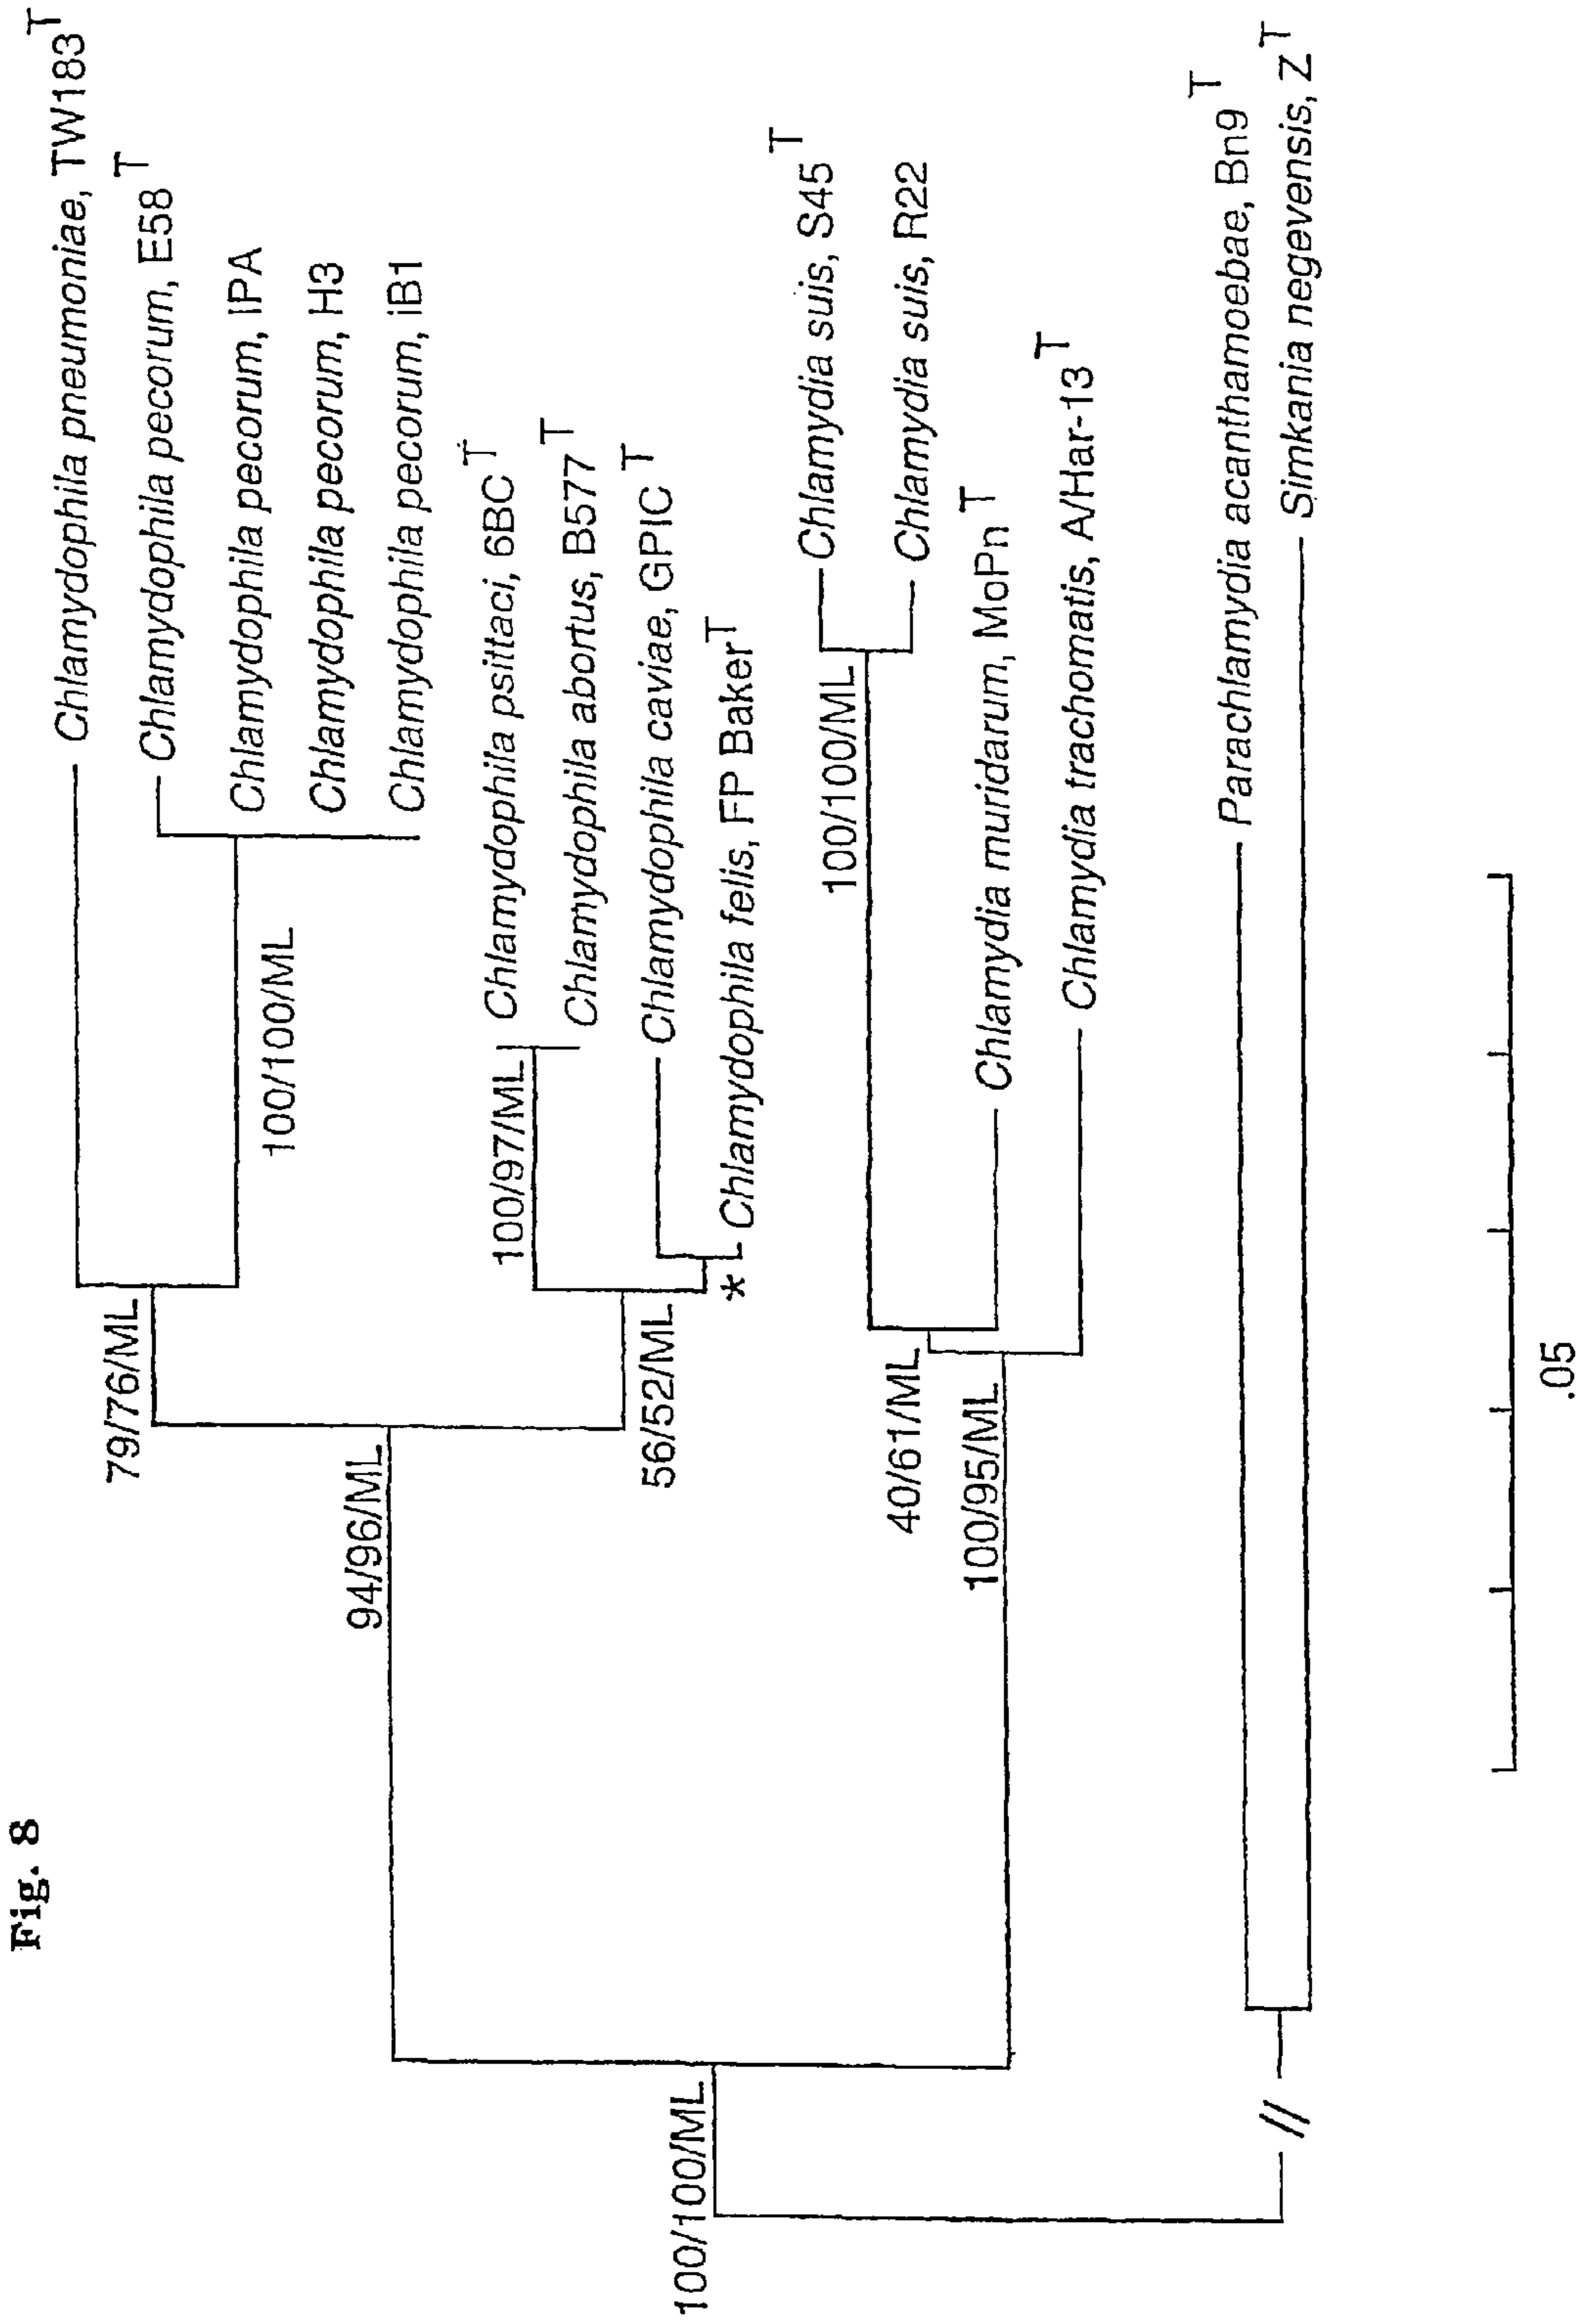 Fig. 8
Chlamydophila pneumoniae, TW183T
Chlamydophila pecorum, E58T
Chlamydophila pecorum, IPA
Chlamydophila pecorum, H3
Chlamydophila pecorum, iB1
Chlamydophila psittaci, 6BCT
Chlamydophila abortus, B577T
Chlamydophila caviae, GPICT
* Chlamydophila felis, FP BakerT
Chlamydia suis, S45T
Chlamydia suis, R22
Chlamydia muridarum, MoPnT
Chlamydia trachomatis, A/Har-13T
Parachlamydia acanthamoebae, Bn9T
Simkania negevensis, ZT
79/76/ML
100/100/ML
94/96/ML
100/97/ML
56/52/ML
100/100/ML
40/61/ML
100/95/ML
100/100/ML
//
.05